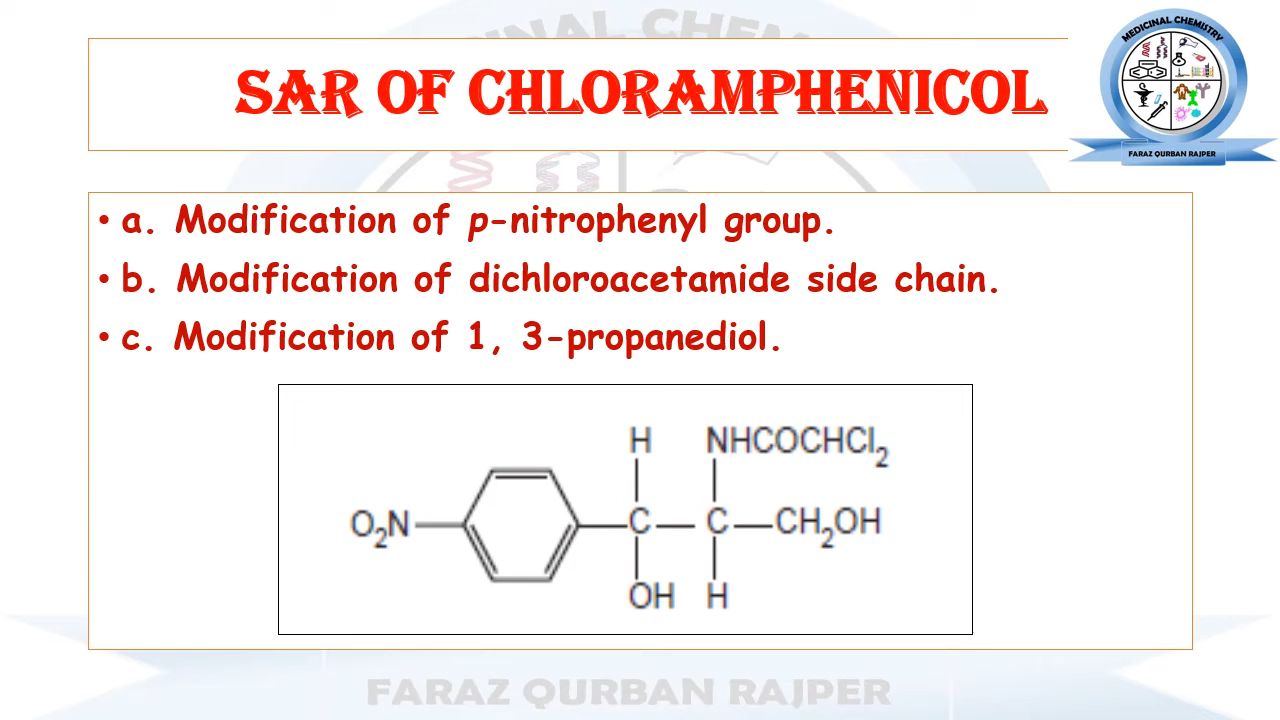 MEDICINAL CHEMISTRY
SAR OF CHLORAMPHENICOL
FARAZ QURBAN RAJPER
• a. Modification of p-nitrophenyl group.
• b. Modification of dichloroacetamide side chain.
• c. Modification of 1, 3-propanediol.
H NHCOCHCl2
O2N C C CH2OH
OH H
FARAZ QURBAN RAJPER